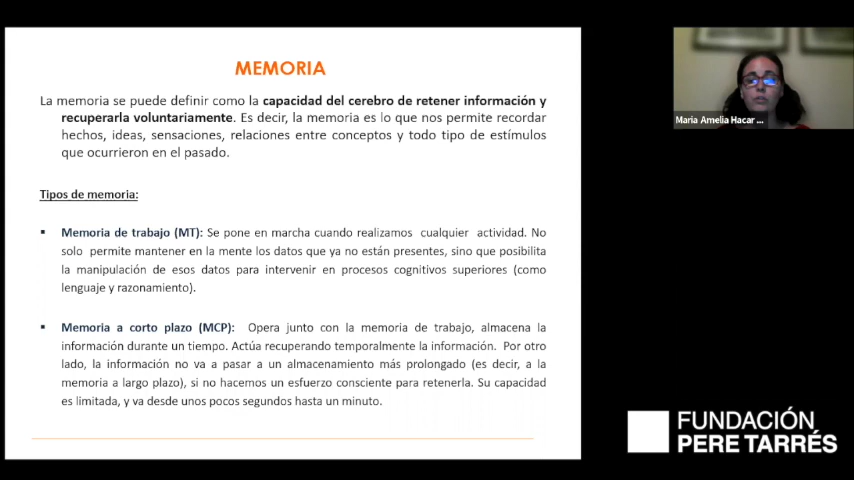 MEMORIA
La memoria se puede definir como la capacidad del cerebro de retener información y
recuperarla voluntariamente. Es decir, la memoria es lo que nos permite recordar
hechos, ideas, sensaciones, relaciones entre conceptos y todo tipo de estímulos
que ocurrieron en el pasado.
Tipos de memoria:
▪ Memoria de trabajo (MT): Se pone en marcha cuando realizamos cualquier actividad. No
solo permite mantener en la mente los datos que ya no están presentes, sino que posibilita
la manipulación de esos datos para intervenir en procesos cognitivos superiores (como
lenguaje y razonamiento).
▪ Memoria a corto plazo (MCP): Opera junto con la memoria de trabajo, almacena la
información durante un tiempo. Actúa recuperando temporalmente la información. Por otro
lado, la información no va a pasar a un almacenamiento más prolongado (es decir, a la
memoria a largo plazo), si no hacemos un esfuerzo consciente para retenerla. Su capacidad
es limitada, y va desde unos pocos segundos hasta un minuto.
Maria Amelia Hacar ...
FUNDACIÓN
PERE TARRÉS